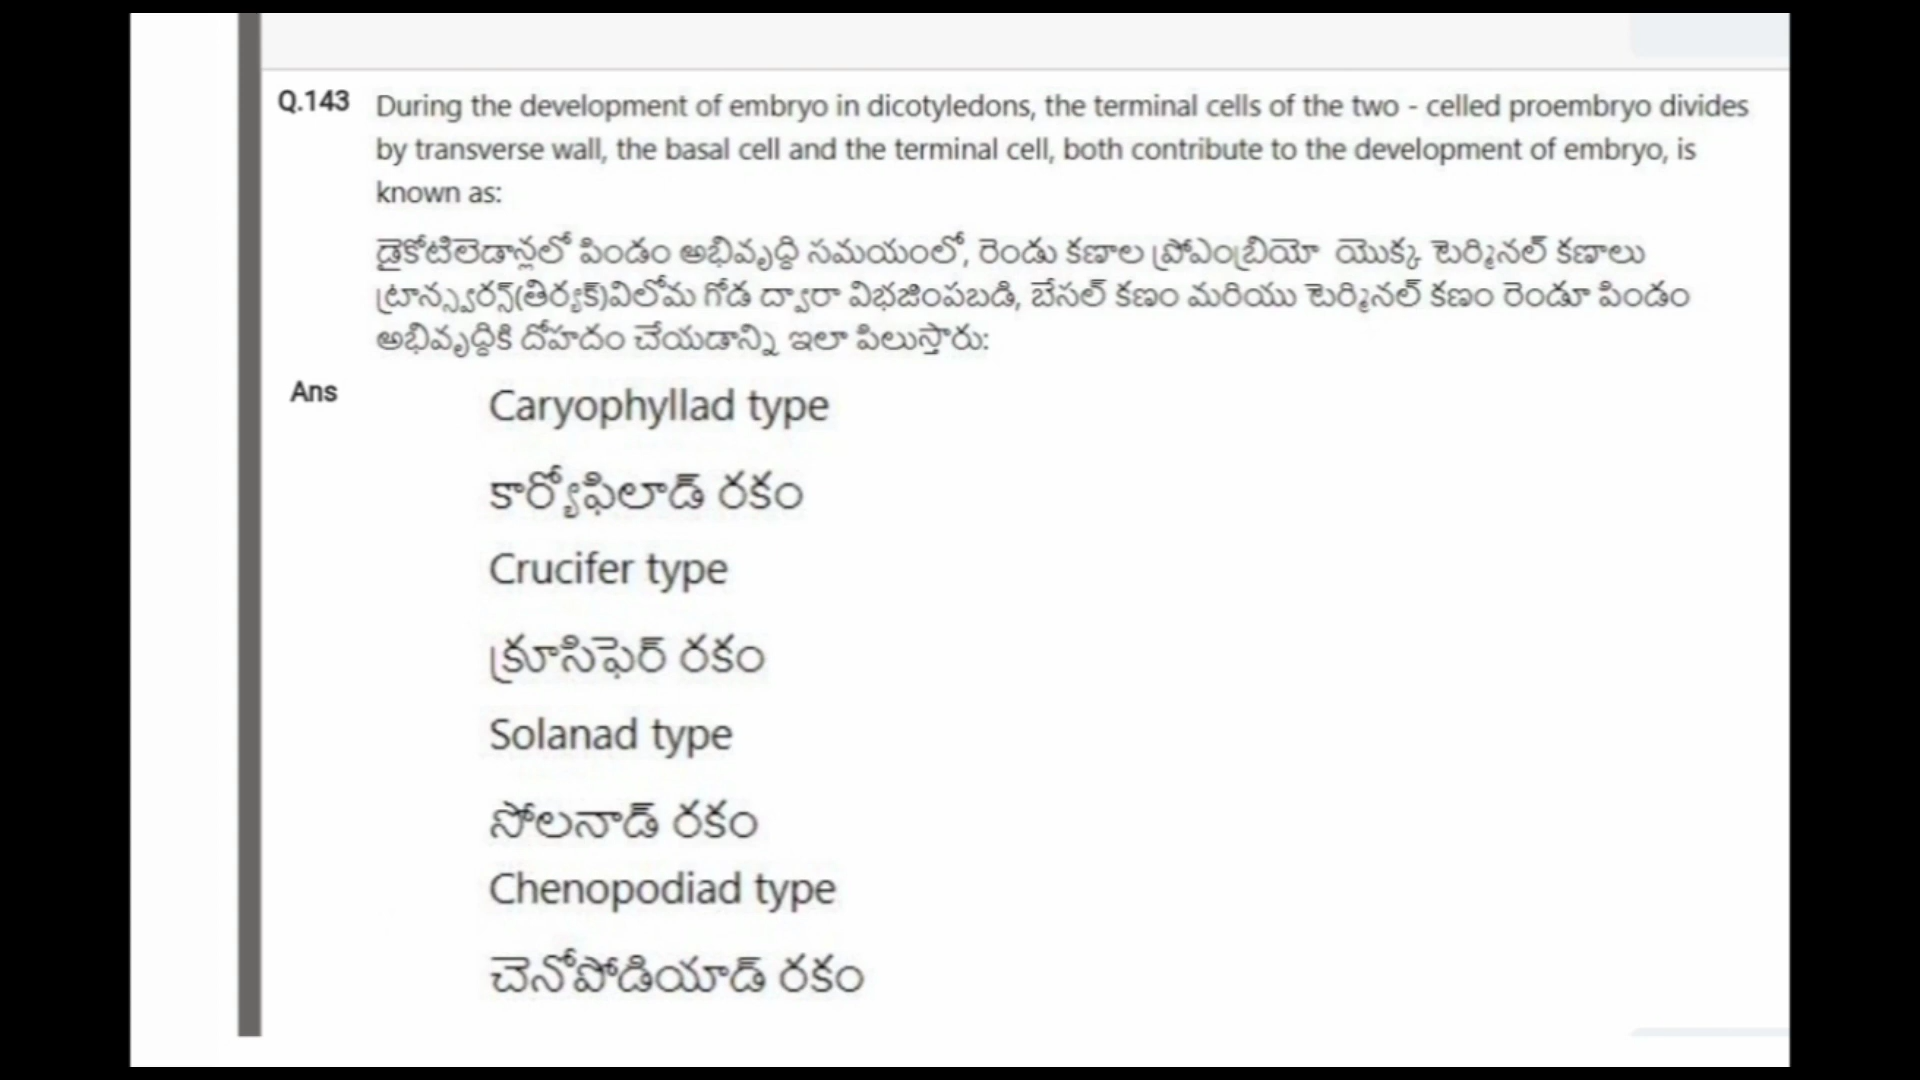 Q.143 During the development of embryo in dicotyledons, the terminal cells of the two - celled proembryo divides
by transverse wall, the basal cell and the terminal cell, both contribute to the development of embryo, is
known as:
డైకోటిలెడాన్లలో పిండం అభివృద్ధి సమయంలో, రెండు కణాల ప్రోఎంబ్రియో యొక్క టెర్మినల్ కణాలు
ట్రాన్స్వర్స్(తిర్యక్)విలోమ గోడ ద్వారా విభజింపబడి, బేసల్ కణం మరియు టెర్మినల్ కణం రెండూ పిండం
అభివృద్ధికి దోహదం చేయడాన్ని ఇలా పిలుస్తారు:
Ans Caryophyllad type
కార్యోఫిలాడ్ రకం
Crucifer type
క్రూసిఫెర్ రకం
Solanad type
సోలనాడ్ రకం
Chenopodiad type
చెనోపోడియాడ్ రకం